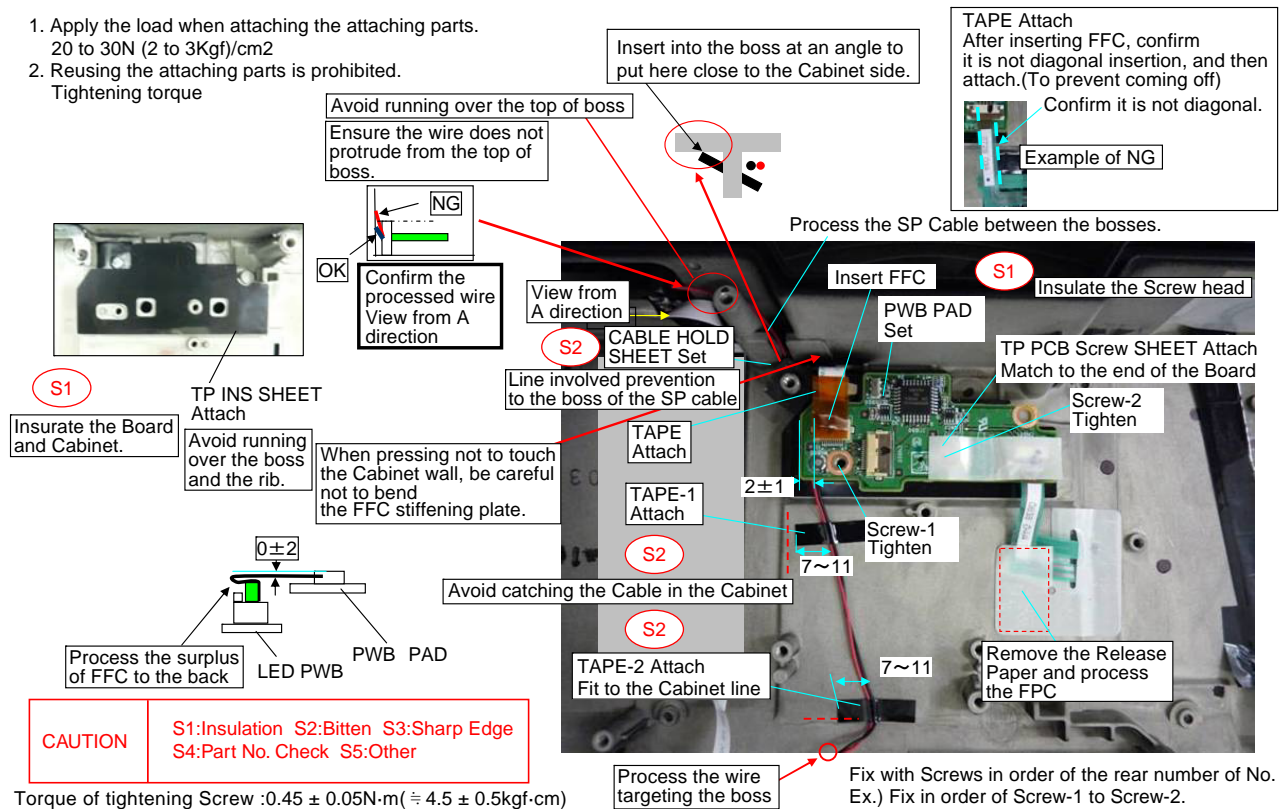 1. Apply the load when attaching the attaching parts.
20 to 30N (2 to 3Kgf)/cm2
2. Reusing the attaching parts is prohibited.
Tightening torque
Insert into the boss at an angle to
put here close to the Cabinet side.
TAPE Attach
After inserting FFC, confirm
it is not diagonal insertion, and then
attach.(To prevent coming off)
Confirm it is not diagonal.
Example of NG
Avoid running over the top of boss
Ensure the wire does not
protrude from the top of
boss.
NG
OK
Confirm the
processed wire
View from A
direction
Process the SP Cable between the bosses.
View from
A direction
Insert FFC
S1
Insulate the Screw head
PWB PAD
Set
S2
CABLE HOLD
SHEET Set
TP PCB Screw SHEET Attach
Match to the end of the Board
Line involved prevention
to the boss of the SP cable
Screw-2
Tighten
S1
TP INS SHEET
Attach
Insurate the Board
and Cabinet.
Avoid running
over the boss
and the rib.
When pressing not to touch
the Cabinet wall, be careful
not to bend
the FFC stiffening plate.
TAPE
Attach
2±1
TAPE-1
Attach
Screw-1
Tighten
S2
7~11
0±2
Avoid catching the Cable in the Cabinet
S2
Process the surplus
of FFC to the back
LED PWB
PWB PAD
TAPE-2 Attach
Fit to the Cabinet line
7~11
Remove the Release
Paper and process
the FPC
CAUTION
S1:Insulation S2:Bitten S3:Sharp Edge
S4:Part No. Check S5:Other
Process the wire
targeting the boss
Fix with Screws in order of the rear number of No.
Ex.) Fix in order of Screw-1 to Screw-2.
Torque of tightening Screw :0.45 ± 0.05N·m(≒4.5 ± 0.5kgf·cm)